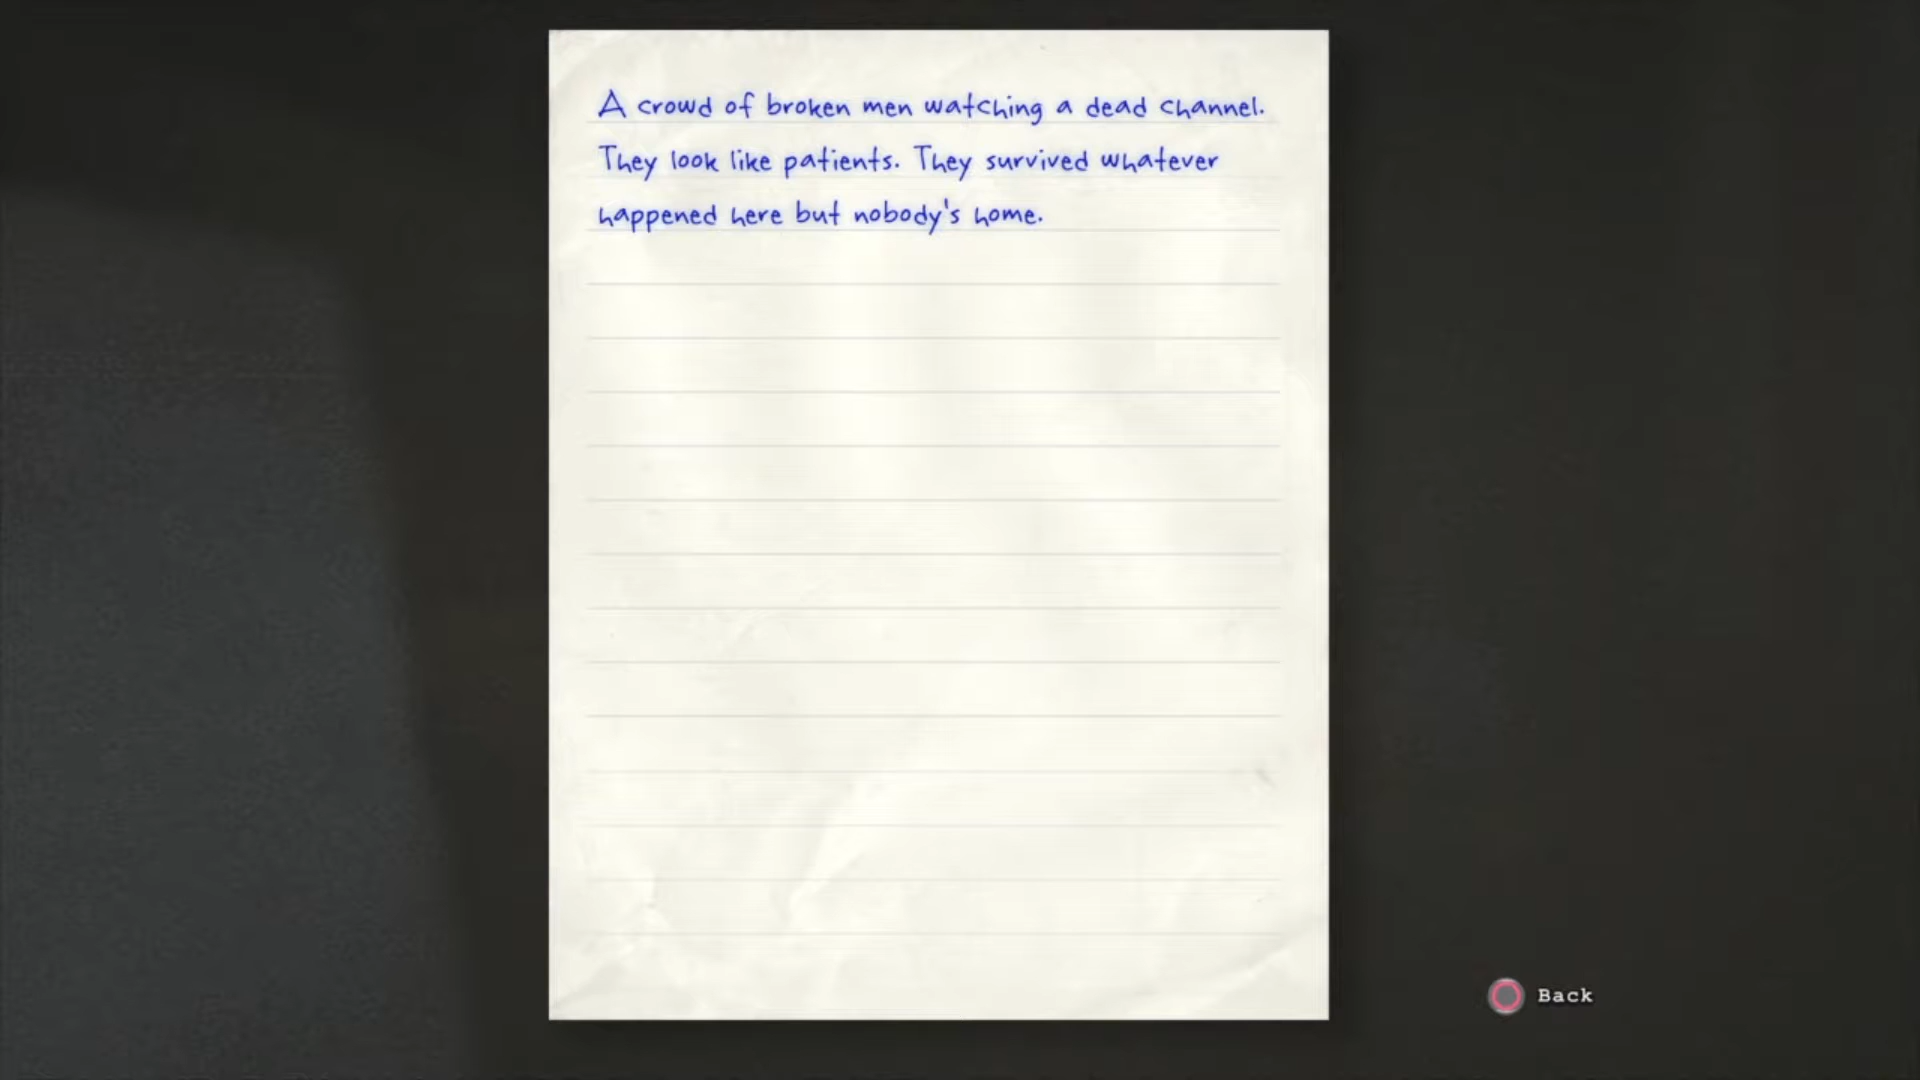 A crowd of broken men watching a dead channel.
They look like patients. They survived whatever
happened here but nobody's home.
Back